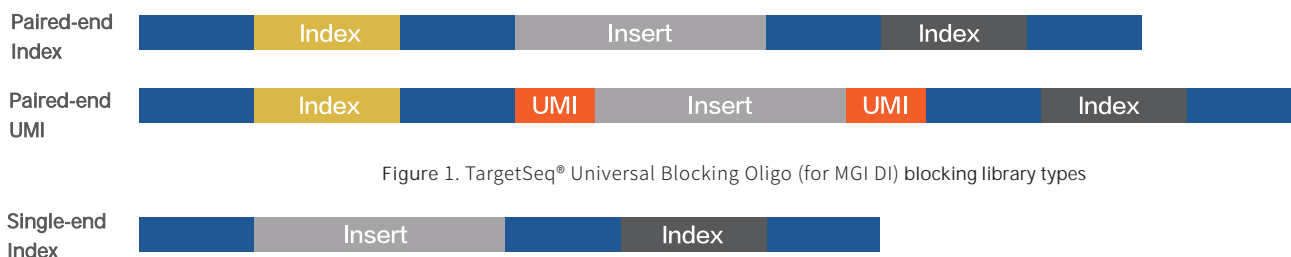 Paired-end
Index
Index Insert Index
Paired-end
UMI
Index UMI Insert UMI Index
Figure 1. TargetSeq® Universal Blocking Oligo (for MGI DI) blocking library types
Single-end
Index
Insert Index